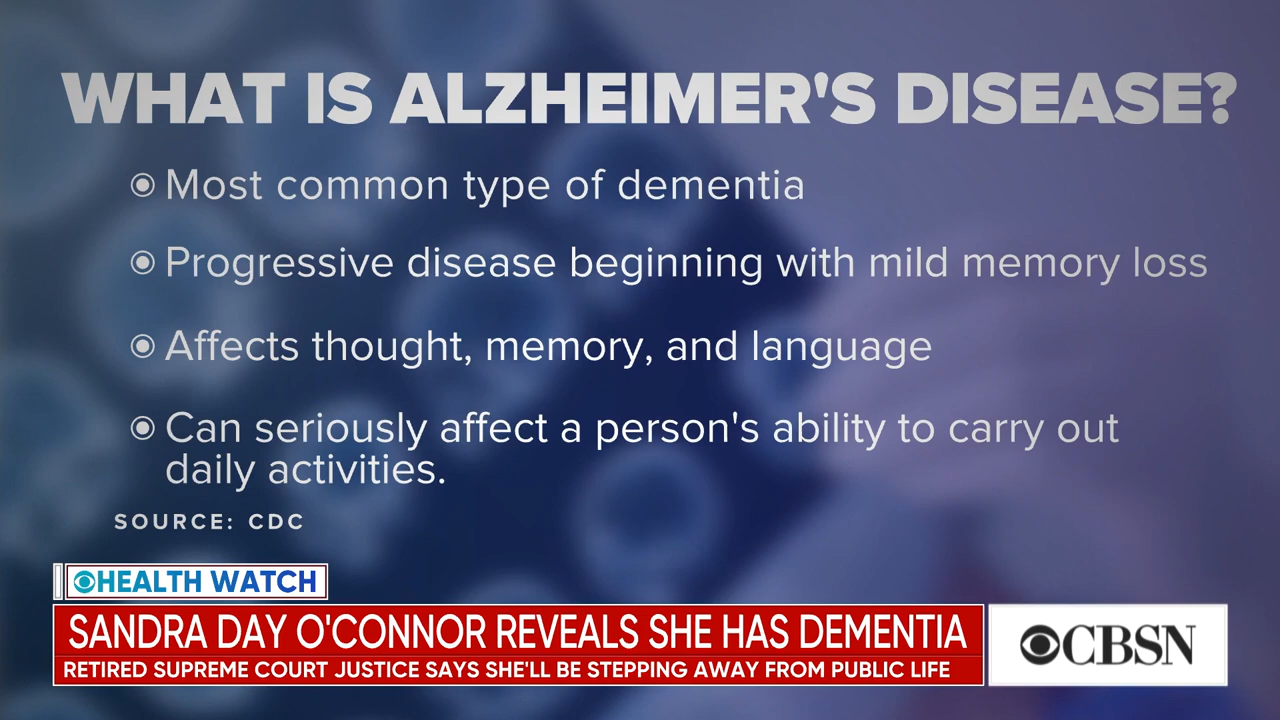 WHAT IS ALZHEIMER'S DISEASE?
Most common type of dementia
Progressive disease beginning with mild memory loss
Affects thought, memory, and language
Can seriously affect a person's ability to carry out
daily activities.
SOURCE: CDC
HEALTH WATCH
SANDRA DAY O'CONNOR REVEALS SHE HAS DEMENTIA
RETIRED SUPREME COURT JUSTICE SAYS SHE'LL BE STEPPING AWAY FROM PUBLIC LIFE
CBSN